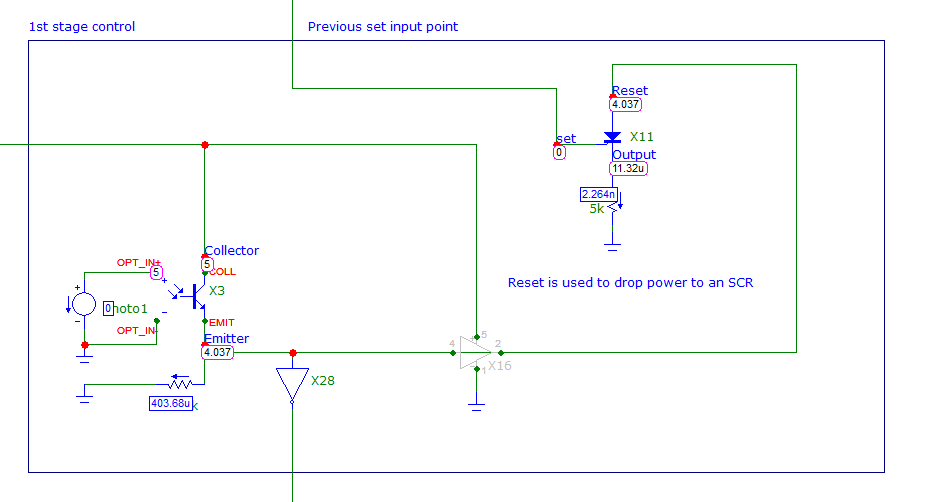 1st stage control
Previous set input point
Reset
4.037
set
X11
0
Output
11.32u
2.264n
5k
Collector
OPT_IN+
5
5
COLL
+
X3
+
0
hoto1
−
−
EMIT
OPT_IN-
Emitter
4.037
Reset is used to drop power to an SCR
5
4
2
X16
1
X28
403.68u
k